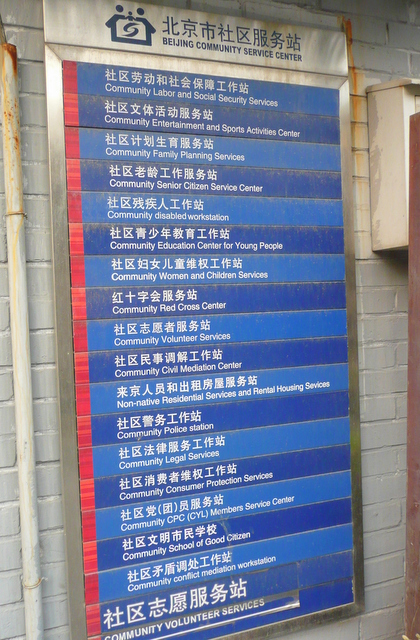 北京市社区服务站
BEIJING COMMUNITY SERVICE CENTER
社区劳动和社会保障工作站
Community Labor and Social Security Services
社区文体活动服务站
Community Entertainment and Sports Activities Center
社区计划生育服务站
Community Family Planning Services
社区老龄工作服务站
Community Senior Citizen Service Center
社区残疾人工作站
Community disabled workstation
社区青少年教育工作站
Community Education Center for Young People
社区妇女儿童维权工作站
Community Women and Children Services
红十字会服务站
Community Red Cross Center
社区志愿者服务站
Community Volunteer Services
社区民事调解工作站
Community Civil Mediation Center
来京人员和出租房屋服务站
Non-native Residential Services and Rental Housing Sevices
社区警务工作站
Community Police station
社区法律服务工作站
Community Legal Services
社区消费者维权工作站
Community Consumer Protection Services
社区党(团)员服务站
Community CPC (CYL) Members Service Center
社区文明市民学校
Community School of Good Citizen
社区矛盾调处工作站
Community conflict mediation workstation
社区志愿服务站
COMMUNITY VOLUNTEER SERVICES